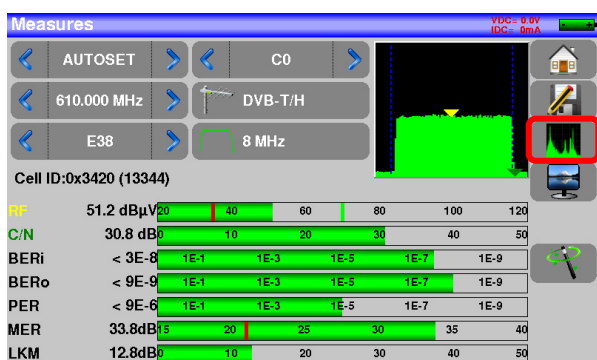 Measures
VDC= 0.0V
IDC= 0mA
AUTOSET
C0
610.000 MHz
DVB-T/H
E38
8 MHz
Cell ID:0x3420 (13344)
RF 51.2 dBµV 20 40 60 80 100 120
C/N 30.8 dB 0 10 20 30 40 50
BERi < 3E-8 1E-1 1E-3 1E-5 1E-7 1E-9
BERo < 9E-9 1E-1 1E-3 1E-5 1E-7 1E-9
PER < 9E-6 1E-1 1E-3 1E-5 1E-7 1E-9
MER 33.8dB 15 20 25 30 35 40
LKM 12.8dB 0 10 20 30 40 50